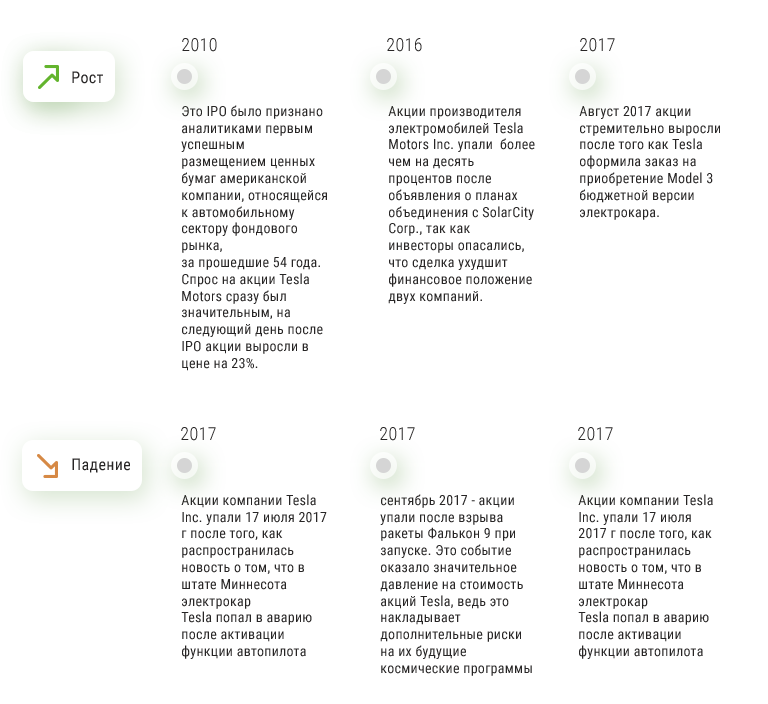 Рост
2010
Это IPO было признано
аналитиками первым
успешным
размещением ценных
бумаг американской
компании, относящейся
к автомобильному
сектору фондового
рынка,
за прошедшие 54 года.
Спрос на акции Tesla
Motors сразу был
значительным, на
следующий день после
IPO акции выросли в
цене на 23%.
2016
Акции производителя
электромобилей Tesla
Motors Inc. упали  более
чем на десять
процентов после
объявления о планах
объединения с SolarCity
Corp., так как
инвесторы опасались,
что сделка ухудшит
финансовое положение
двух компаний.
2017
Август 2017 акции
стремительно выросли
после того как Tesla
оформила заказ на
приобретение Model 3
бюджетной версии
электрокара.
Падение
2017
Акции компании Tesla
Inc. упали 17 июля 2017
г после того, как
распространилась
новость о том, что в
штате Миннесота
электрокар
Tesla попал в аварию
после активации
функции автопилота
2017
сентябрь 2017 - акции
упали после взрыва
ракеты Фалькон 9 при
запуске. Это событие
оказало значительное
давление на стоимость
акций Tesla, ведь это
накладывает
дополнительные риски
на их будущие
космические программы
2017
Акции компании Tesla
Inc. упали 17 июля
2017 г после того, как
распространилась
новость о том, что в
штате Миннесота
электрокар
Tesla попал в аварию
после активации
функции автопилота